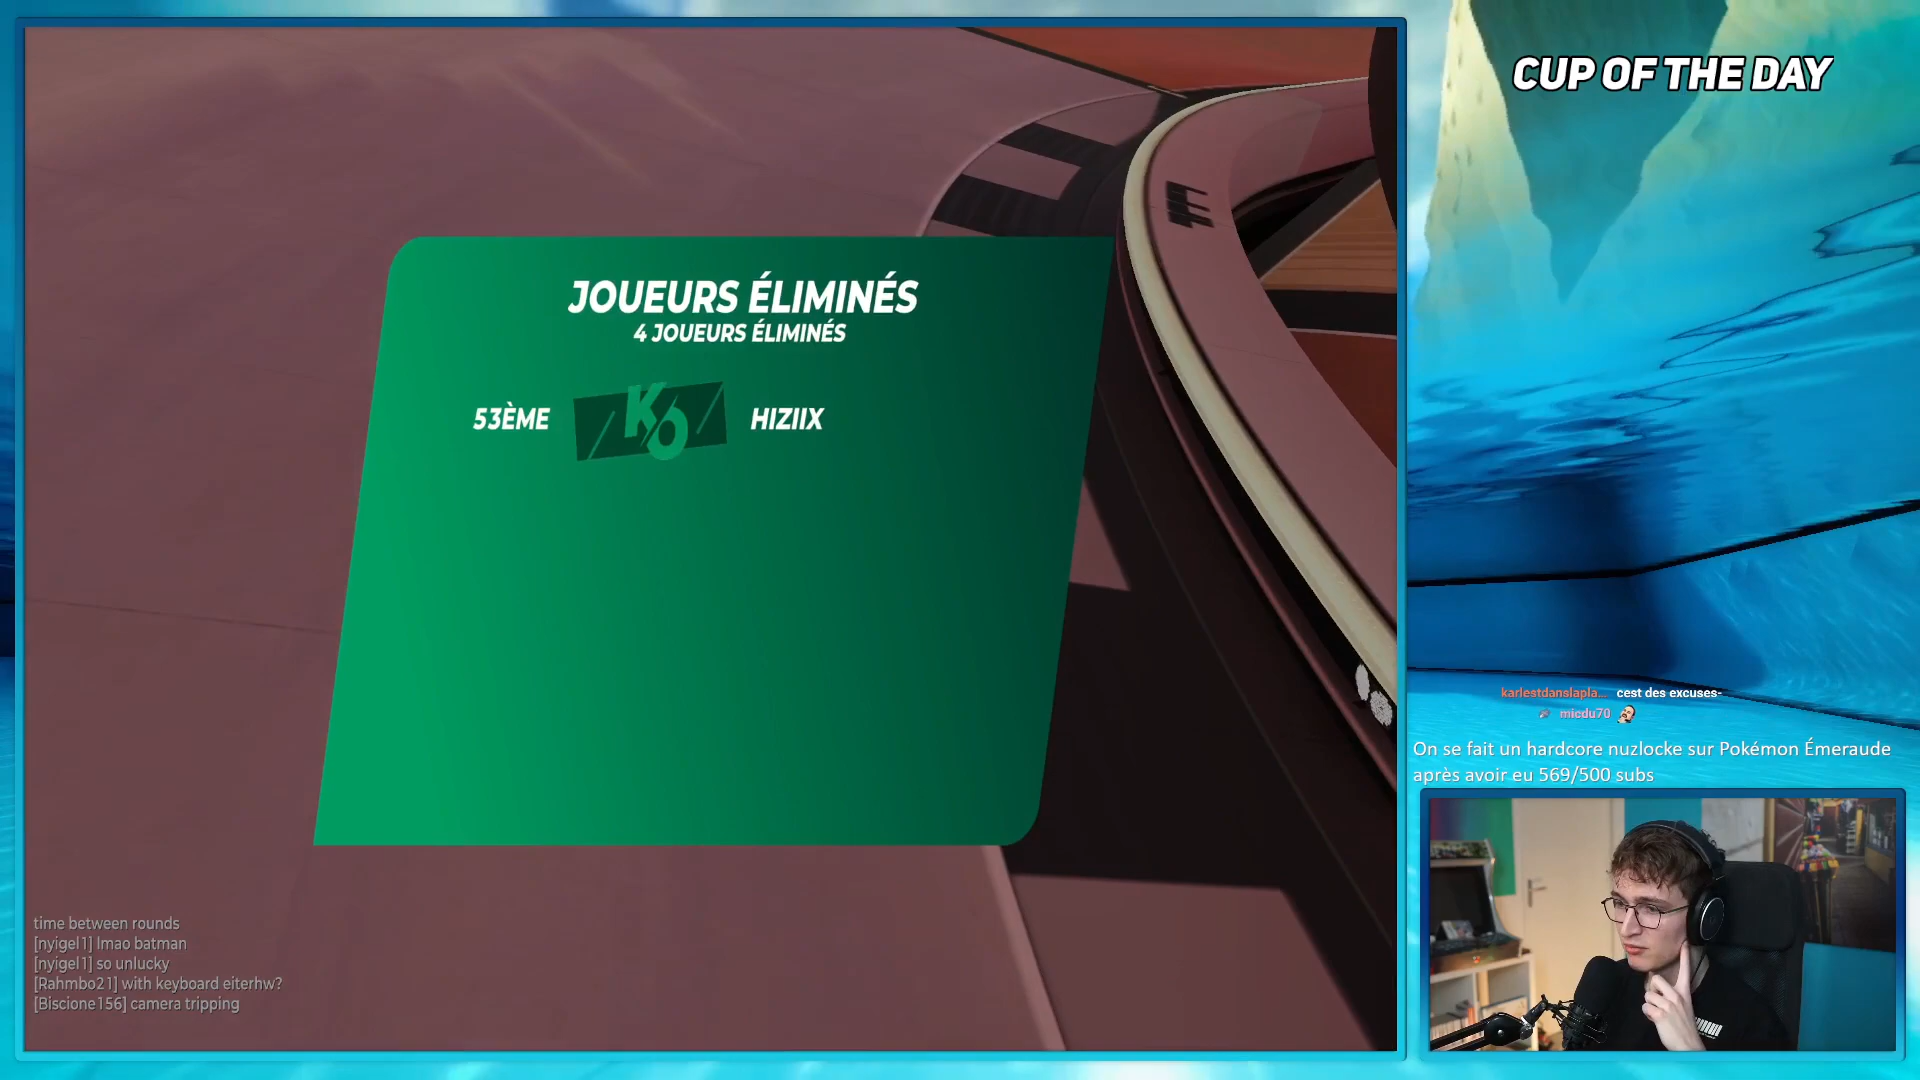 CUP OF THE DAY
JOUEURS ÉLIMINÉS
4 JOUEURS ÉLIMINÉS
53ÈME KO HIZIIX
karlestdanslapla... cest des excuses-
micdu70
On se fait un hardcore nuzlocke sur Pokémon Émeraude
après avoir eu 569/500 subs
time between rounds
[nyigel1] lmao batman
[nyigel1] so unlucky
[Rahmbo21] with keyboard eiterhw?
[Biscione156] camera tripping